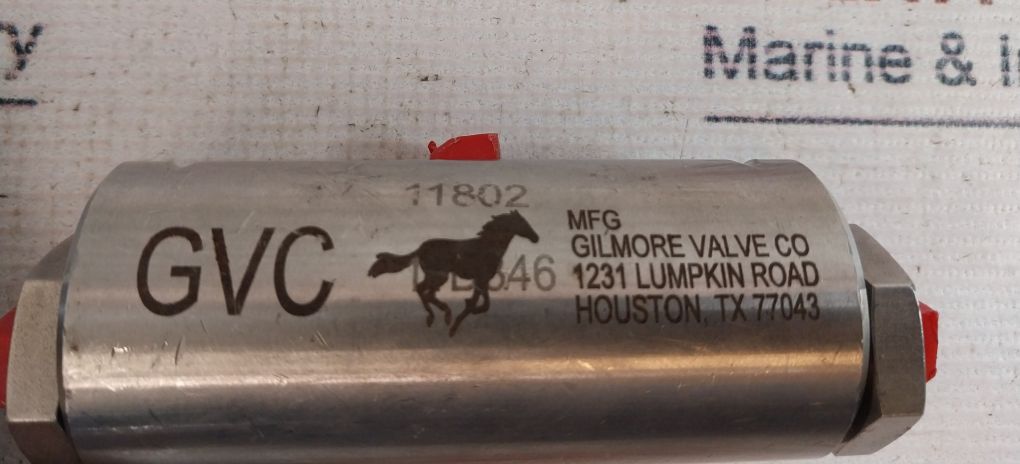 Marine &
11802
GVC
MFG
GILMORE VALVE CO
1231 LUMPKIN ROAD
HOUSTON, TX 77043